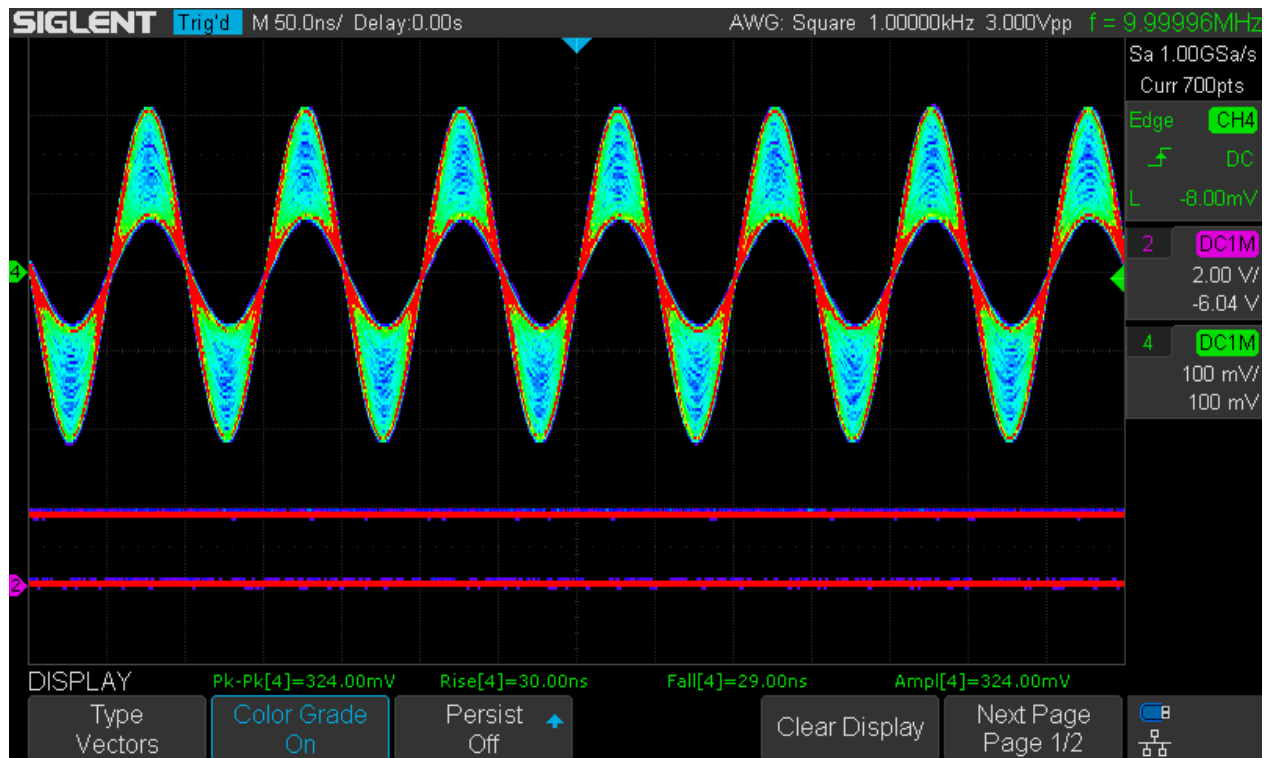 SIGLENT Trig'd M 50.0ns/ Delay:0.00s AWG: Square 1.00000kHz 3.000Vpp f = 9.99996MHz
Sa 1.00GSa/s
Curr 700pts
Edge CH4
DC
L -8.00mV
2 DC1M
2.00 V/
-6.04 V
4 DC1M
100 mV/
100 mV
4
2
DISPLAY Pk-Pk[4]=324.00mV Rise[4]=30.00ns Fall[4]=29.00ns Ampl[4]=324.00mV
Type
Vectors
Color Grade
On
Persist
Off
Clear Display
Next Page
Page 1/2